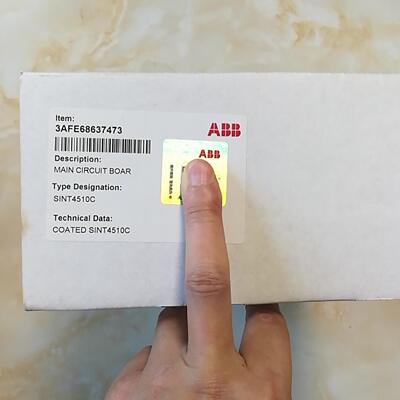 Item:
3AFE68637473
ABB
Description:
MAIN CIRCUIT BOAR
Type Designation:
SINT4510C
Technical Data:
COATED SINT4510C
ABB